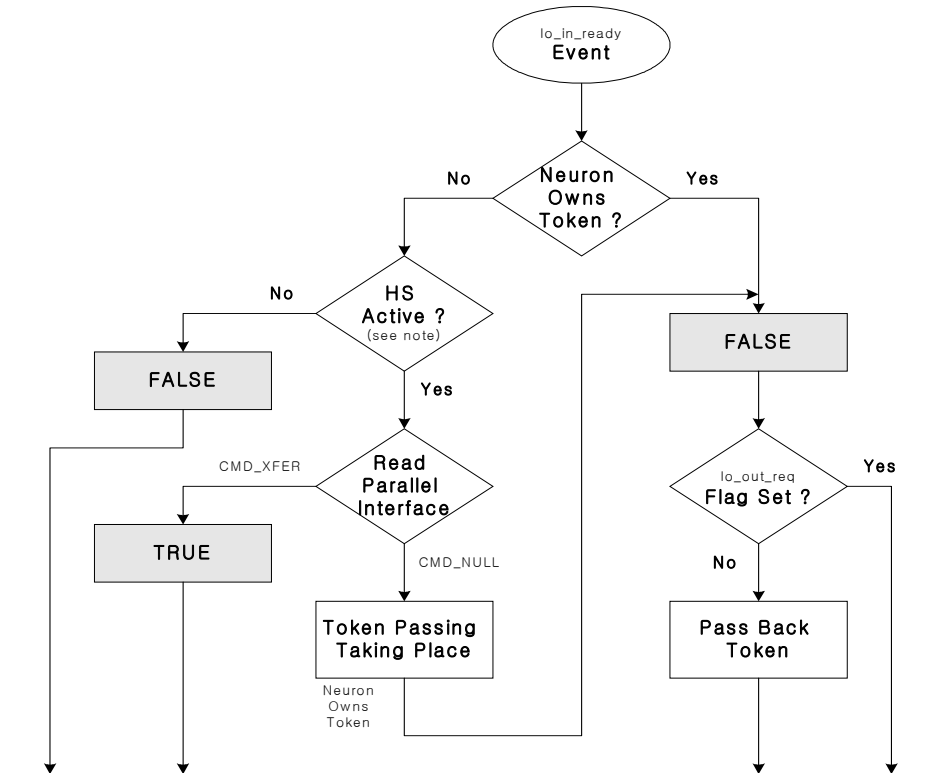 Io_in_ready
Event
No
Yes
Neuron
Owns
Token ?
No
HS
Active ?
(see note)
FALSE
FALSE
Yes
CMD_XFER
Read
Parallel
Interface
Io_out_req
Flag Set ?
Yes
TRUE
CMD_NULL
No
Token Passing
Taking Place
Pass Back
Token
Neuron
Owns
Token